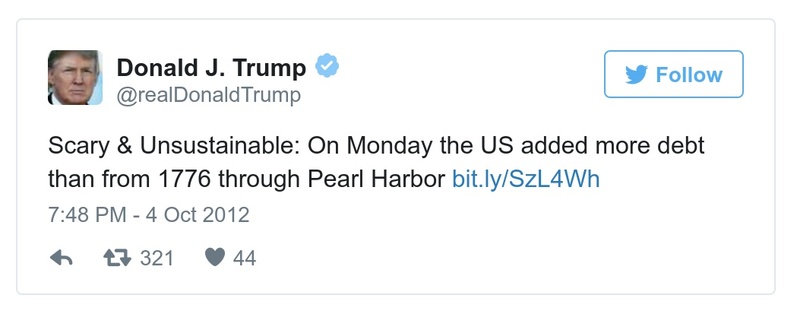 Donald J. Trump
@realDonaldTrump
Follow
Scary & Unsustainable: On Monday the US added more debt
than from 1776 through Pearl Harbor bit.ly/SzL4Wh
7:48 PM - 4 Oct 2012
321 44